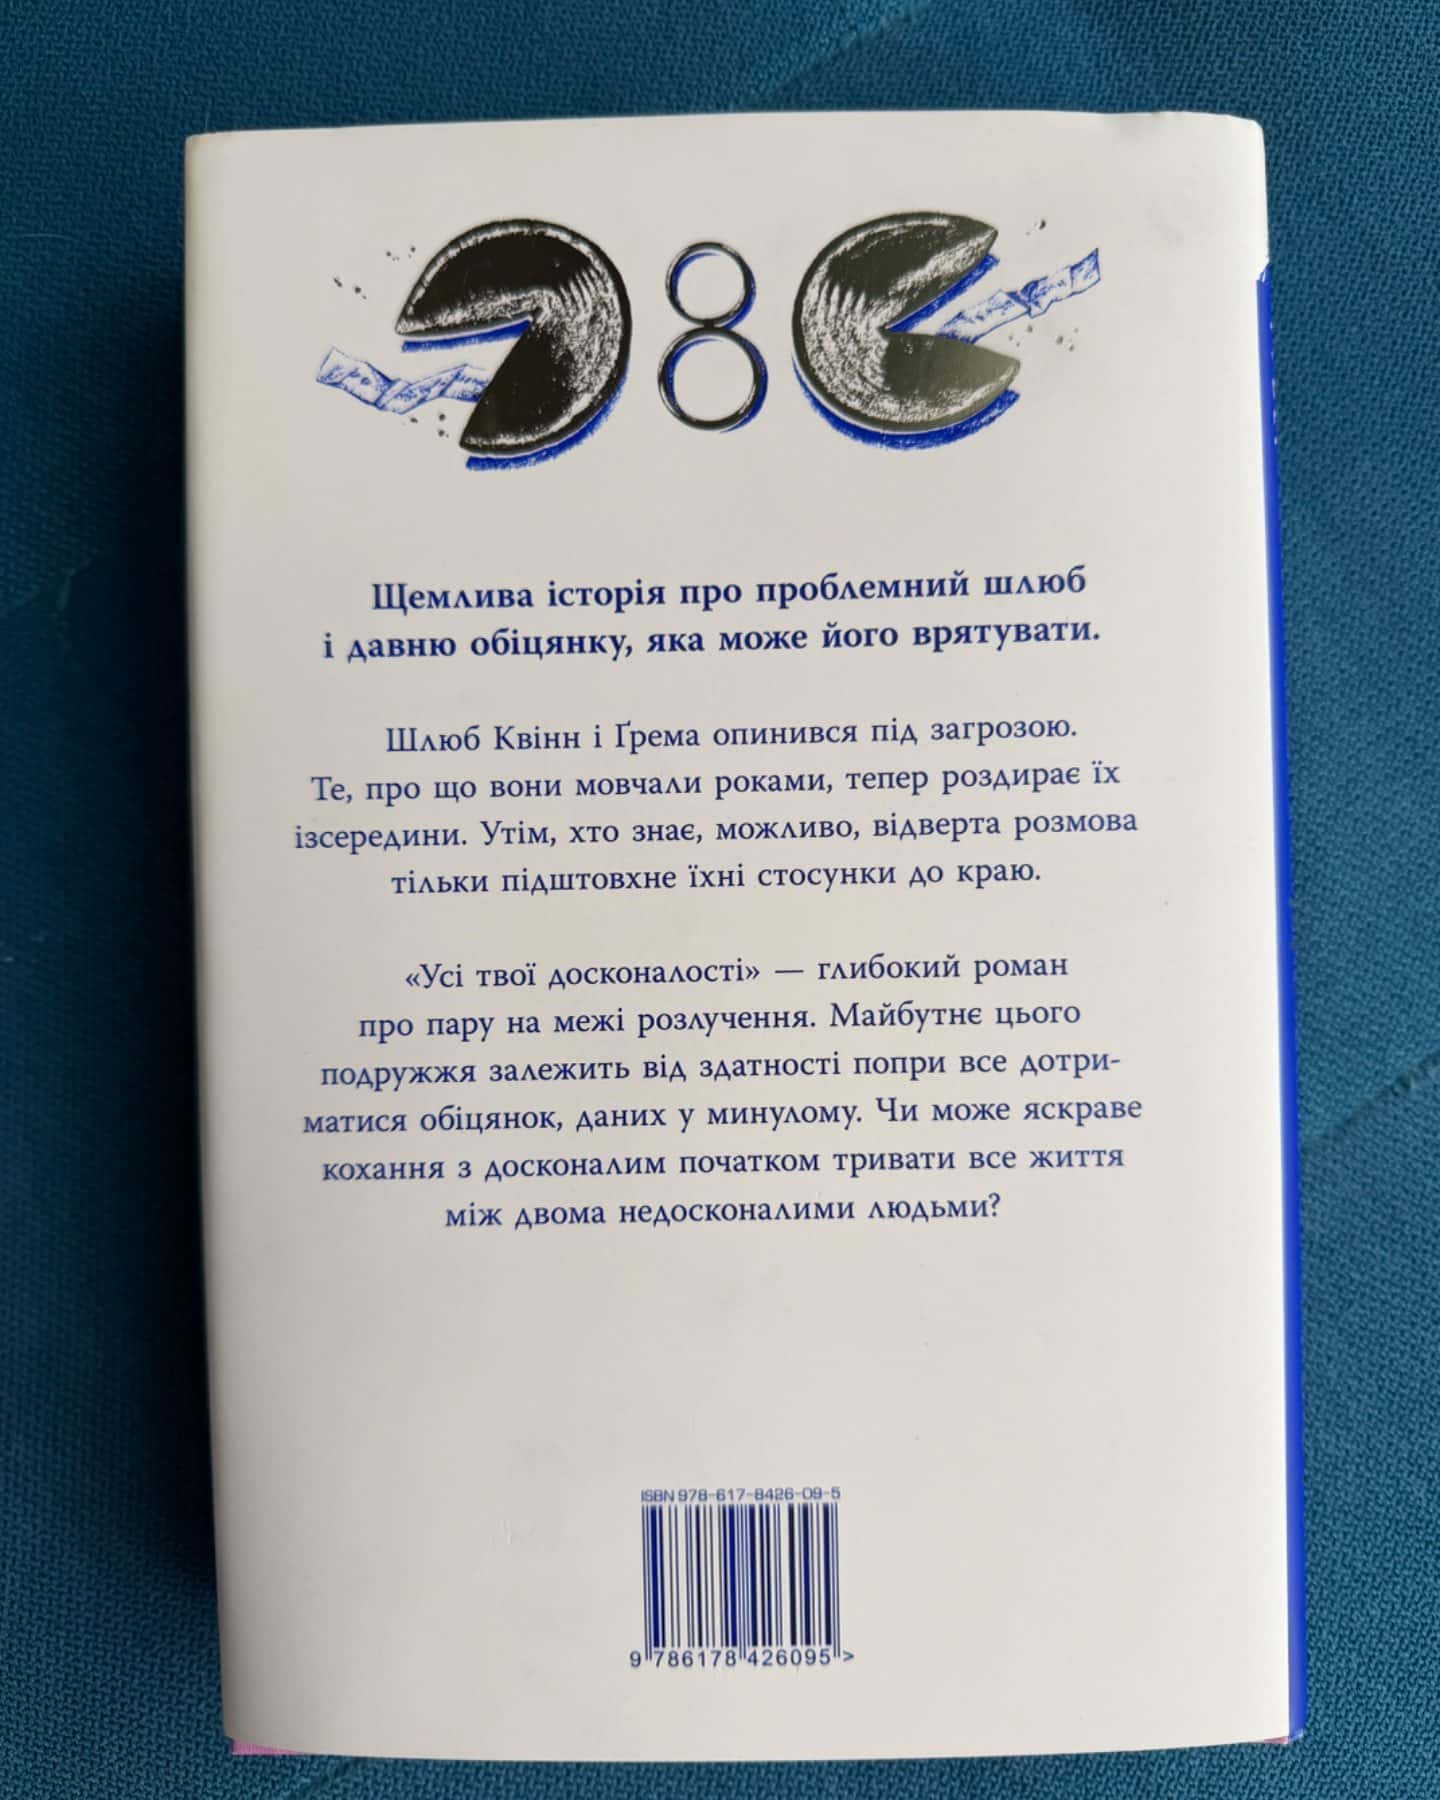 Щемлива історія про проблемний шлюб
і давню обіцянку, яка може його врятувати.
Шлюб Квінн і Ґрема опинився під загрозою.
Те, про що вони мовчали роками, тепер роздирає їх
ізсередини. Утім, хто знає, можливо, відверта розмова
тільки підштовхне їхні стосунки до краю.
«Усі твої досконалості» — глибокий роман
про пару на межі розлучення. Майбутнє цього
подружжя залежить від здатності попри все дотри-
матися обіцянок, даних у минулому. Чи може яскраве
кохання з досконалим початком тривати все життя
між двома недосконалими людьми?
ISBN 978-617-8426-09-5
9 786178 426095 >